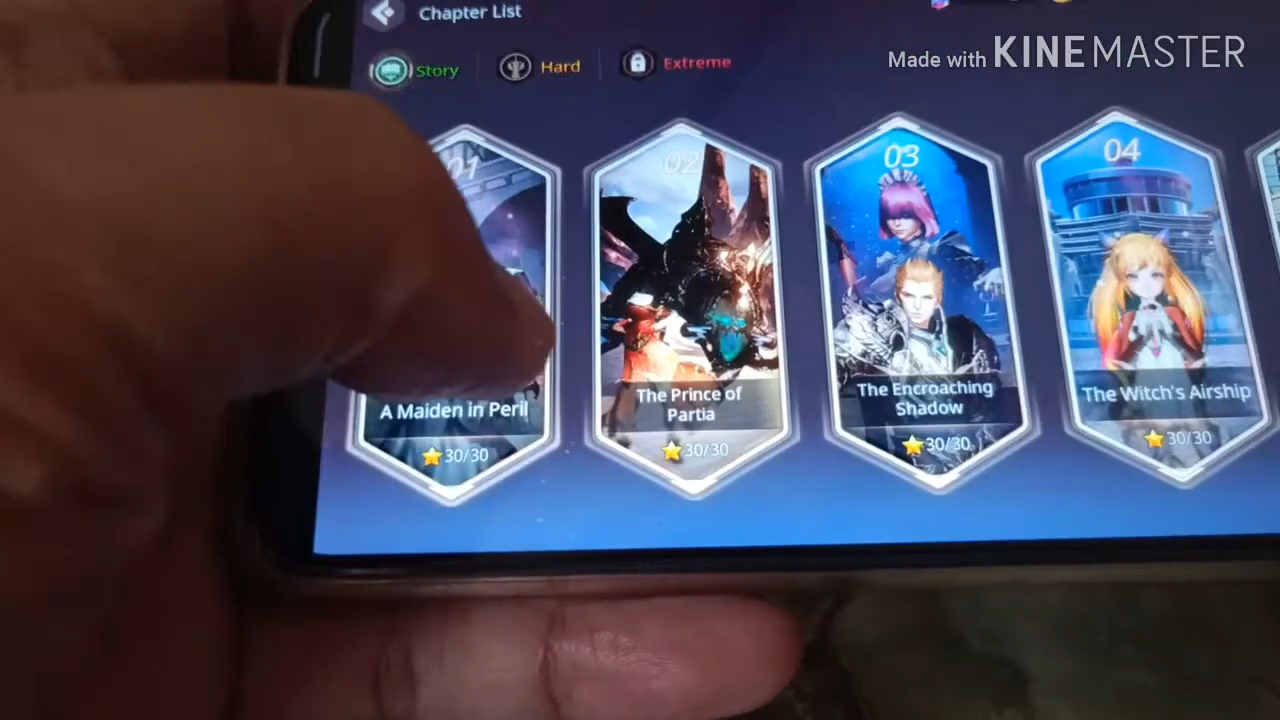 Chapter List
Made with KINEMASTER
Story
Hard
Extreme
01
02
03
04
A Maiden in Peril
The Prince of
Partia
The Encroaching
Shadow
The Witch's Airship
30/30
30/30
30/30
30/30